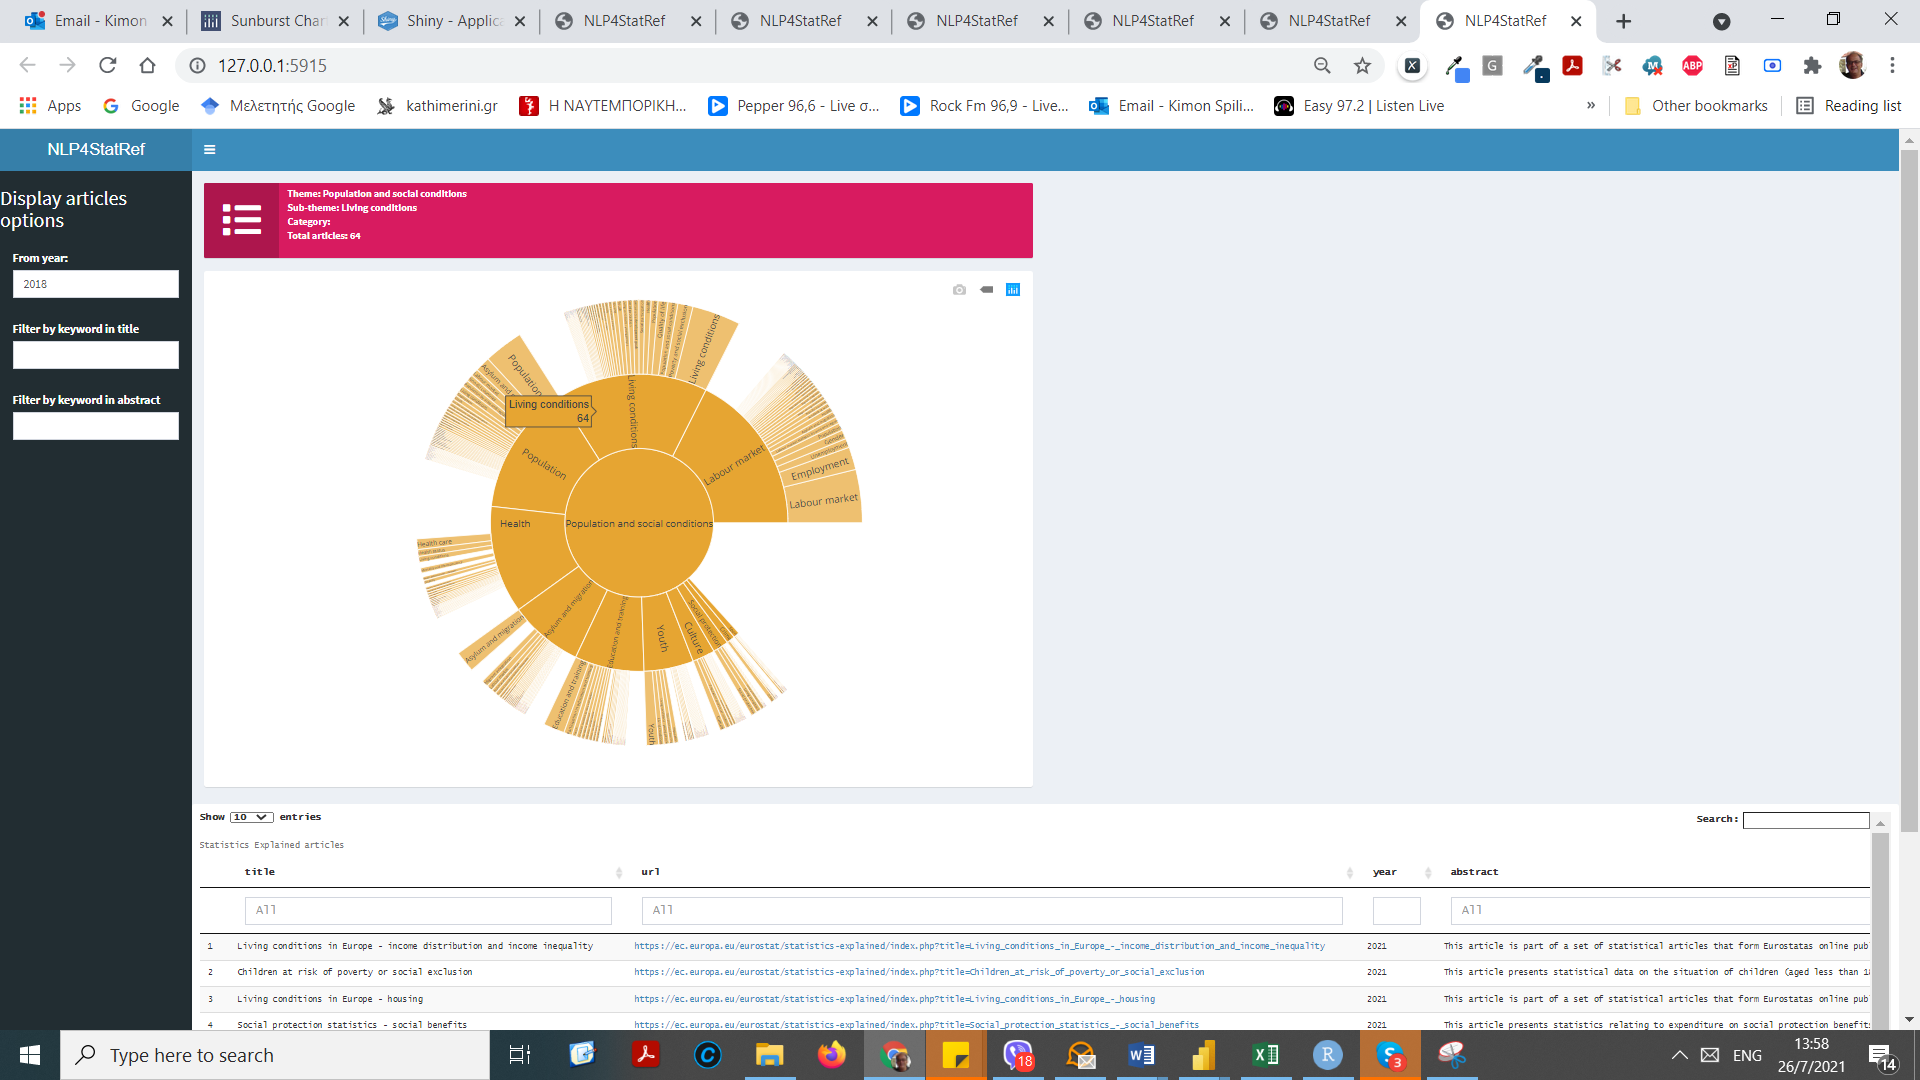 Email - Kimon
Sunburst Char
Shiny - Applica
NLP4StatRef
NLP4StatRef
NLP4StatRef
NLP4StatRef
NLP4StatRef
NLP4StatRef
127.0.0.1:5915
Apps
Google
Μελετητής Google
kathimerini.gr
Η ΝΑΥΤΕΜΠΟΡΙΚΗ...
Pepper 96,6 - Live σ...
Rock Fm 96,9 - Live...
Email - Kimon Spili...
Easy 97.2 | Listen Live
»
Other bookmarks
Reading list
NLP4StatRef
Display articles
options
From year:
2018
Filter by keyword in title
Filter by keyword in abstract
Theme: Population and social conditions
Sub-theme: Living conditions
Category:
Total articles: 64
Living conditions
64
Population and social conditions
Labour market
Living conditions
Population
Health
Asylum and migration
Education and training
Youth
Culture
Social protection
Labour market
Employment
Unemployment
Gender
Living conditions
Poverty and social exclusion
Quality of life
Population
Health care
Asylum and migration
Education and training
Youth
Show 10 entries
Search:
Statistics Explained articles
title url year abstract
All All All
1 Living conditions in Europe - income distribution and income inequality https://ec.europa.eu/eurostat/statistics-explained/index.php?title=Living_conditions_in_Europe_-_income_distribution_and_income_inequality 2021 This article is part of a set of statistical articles that form Eurostatas online pub
2 Children at risk of poverty or social exclusion https://ec.europa.eu/eurostat/statistics-explained/index.php?title=Children_at_risk_of_poverty_or_social_exclusion 2021 This article presents statistical data on the situation of children (aged less than 18
3 Living conditions in Europe - housing https://ec.europa.eu/eurostat/statistics-explained/index.php?title=Living_conditions_in_Europe_-_housing 2021 This article is part of a set of statistical articles that form Eurostatas online pub
4 Social protection statistics - social benefits https://ec.europa.eu/eurostat/statistics-explained/index.php?title=Social_protection_statistics_-_social_benefits 2021 This article presents statistics relating to expenditure on social protection benefits
Type here to search
18
3
ENG
13:58
26/7/2021
14